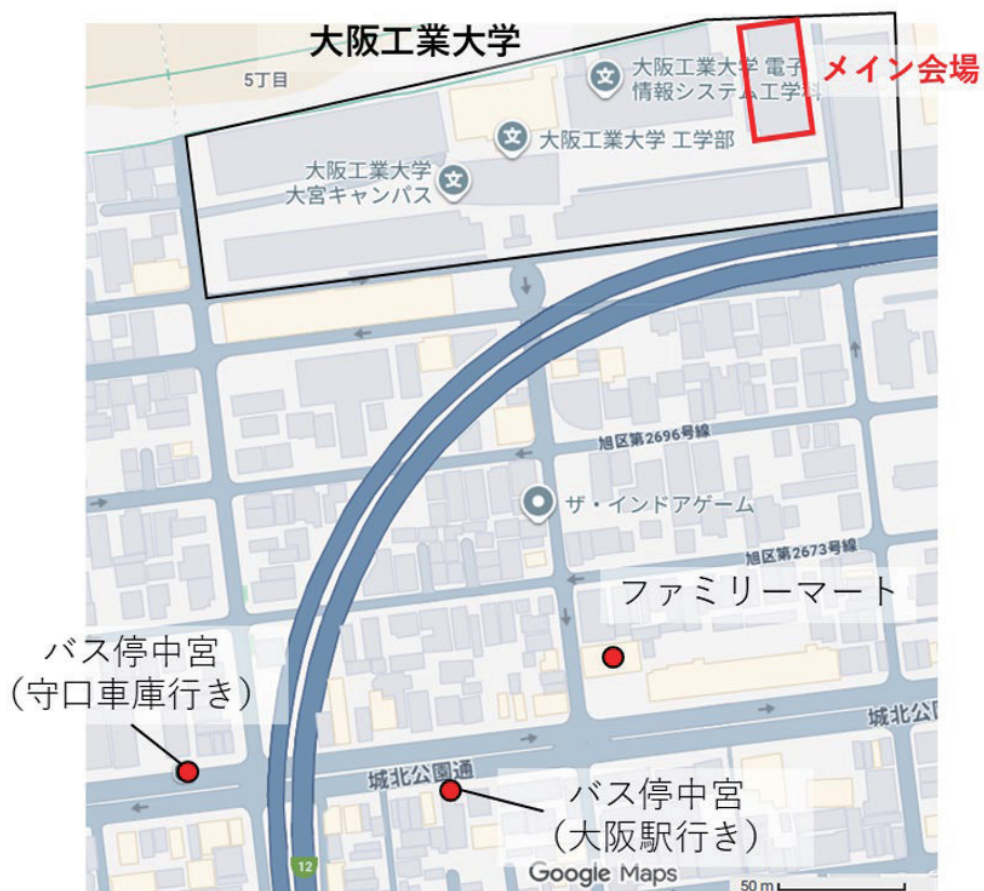 大阪工業大学
5丁目
大阪工業大学 電子
情報システム工学科
メイン会場
大阪工業大学 工学部
大阪工業大学
大宮キャンパス
旭区第2696号線
ザ・インドアゲーム
旭区第2673号線
ファミリーマート
バス停中宮
（守口車庫行き）
城北公園通
城北公
バス停中宮
（大阪駅行き）
12
Google Maps
50 m